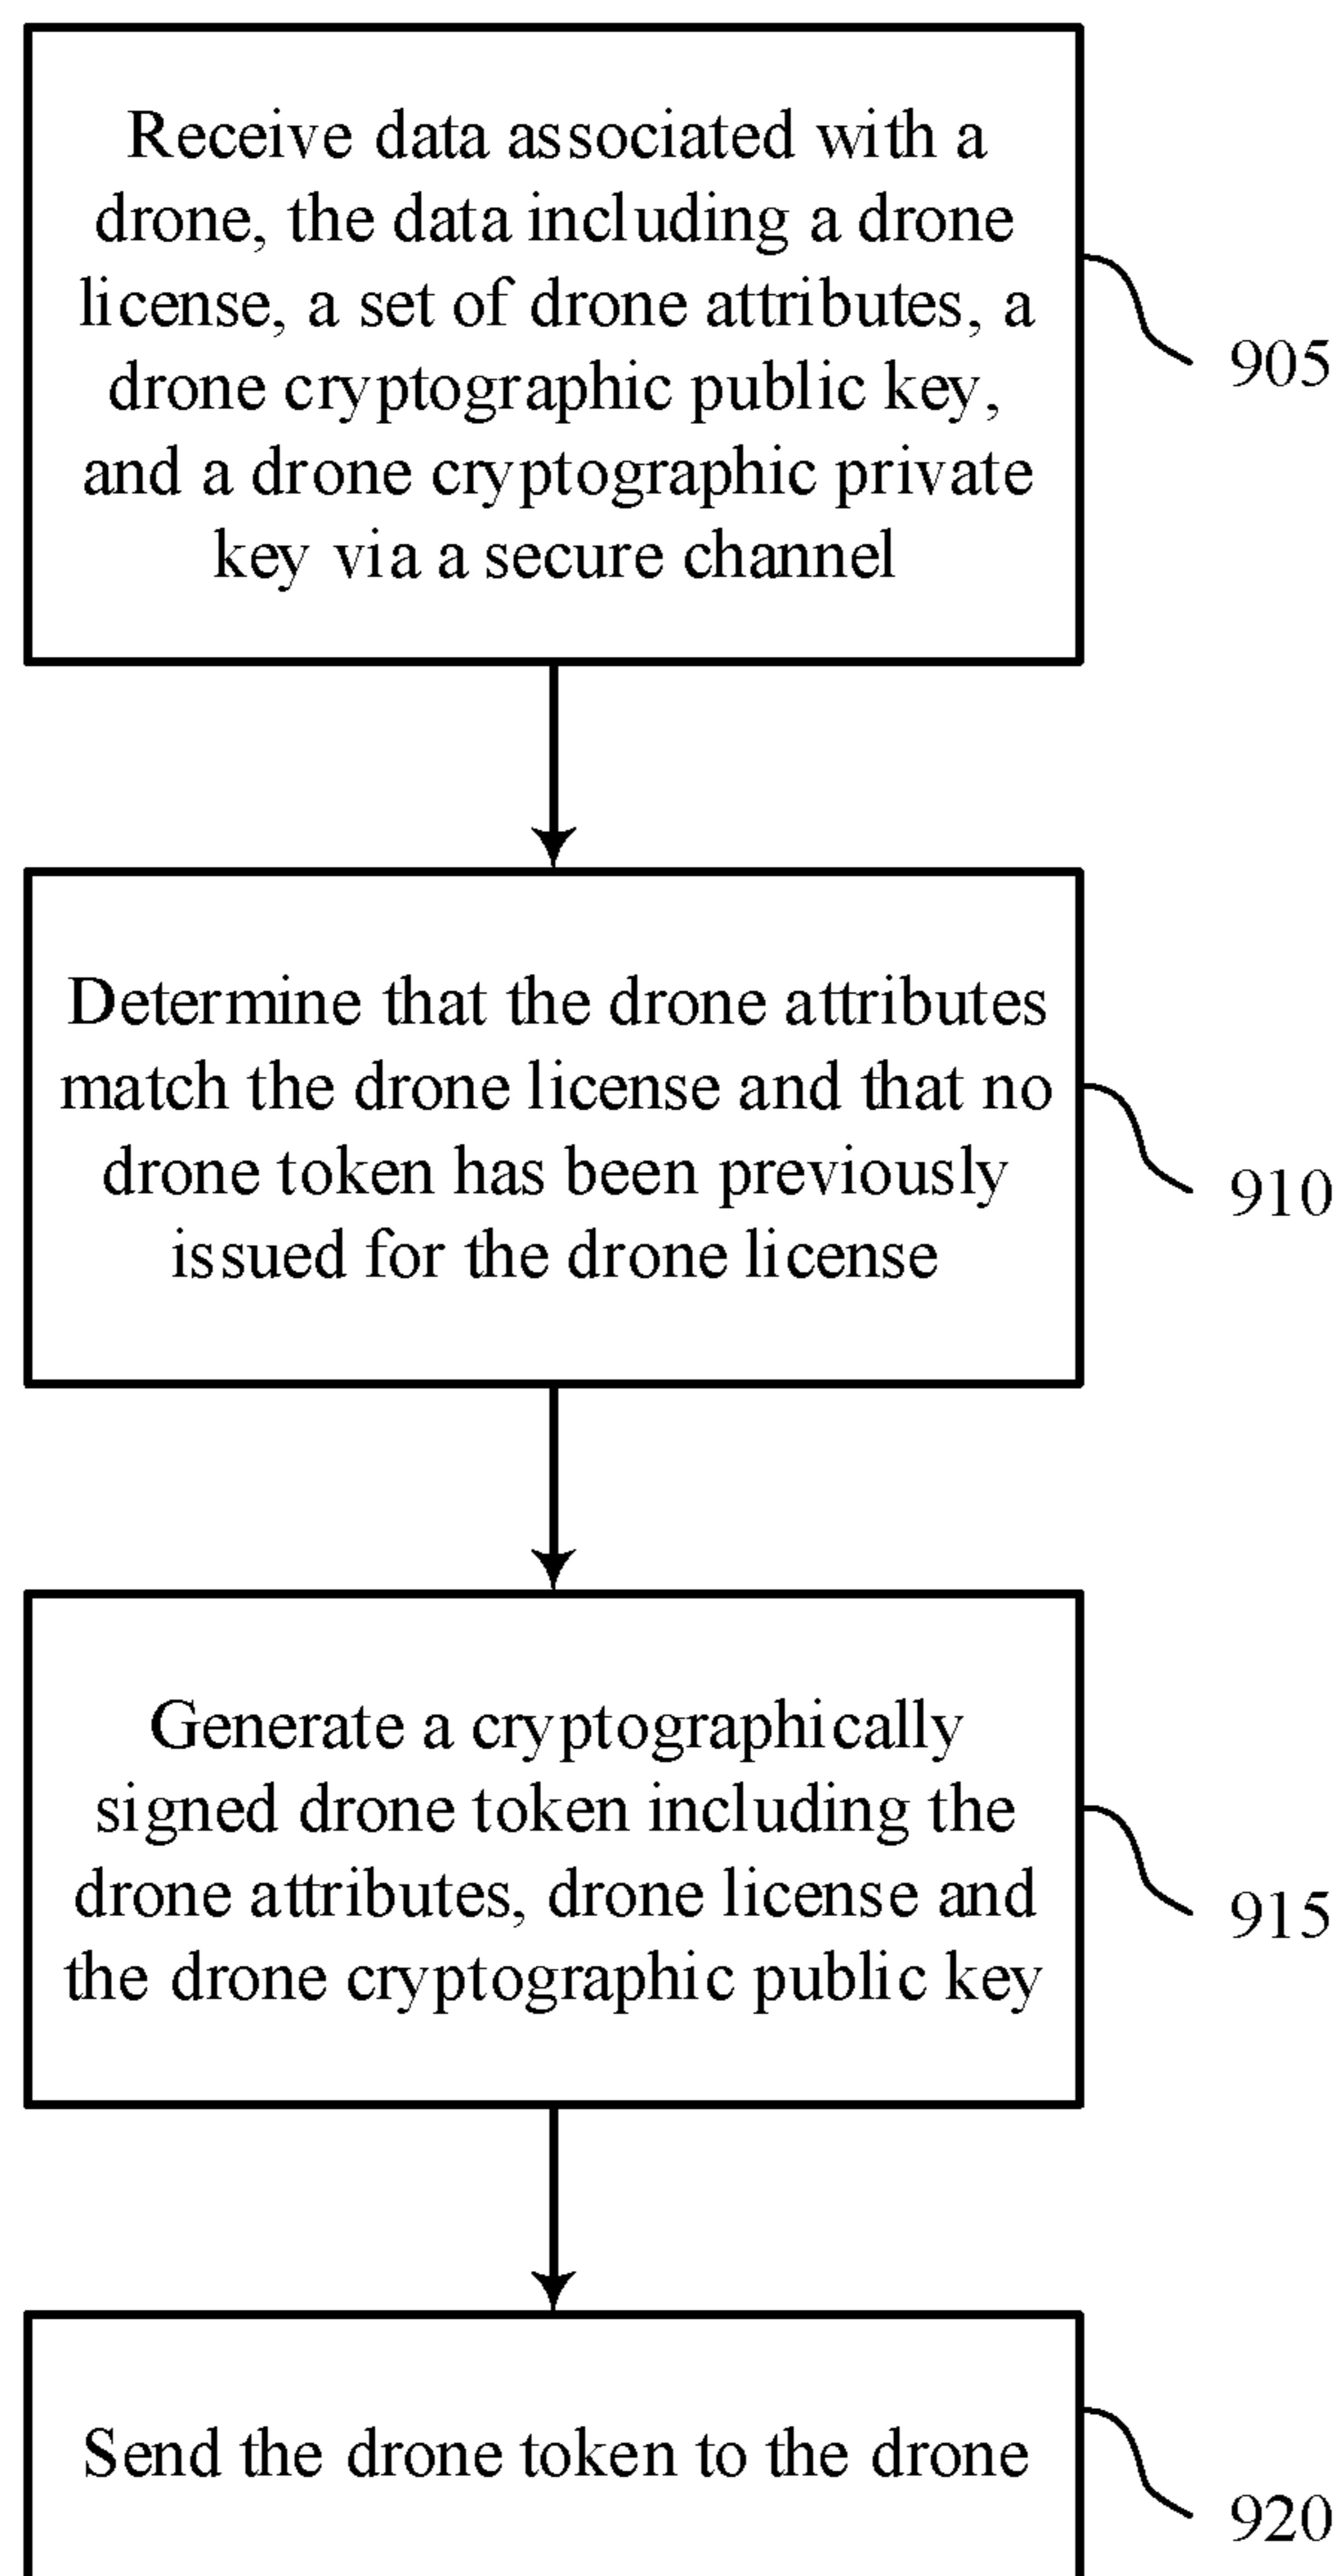 Receive data associated with a
drone, the data including a drone
license, a set of drone attributes, a
drone cryptographic public key,
and a drone cryptographic private
key via a secure channel
905
Determine that the drone attributes
match the drone license and that no
drone token has been previously
issued for the drone license
910
Generate a cryptographically
signed drone token including the
drone attributes, drone license and
the drone cryptographic public key
915
Send the drone token to the drone
920